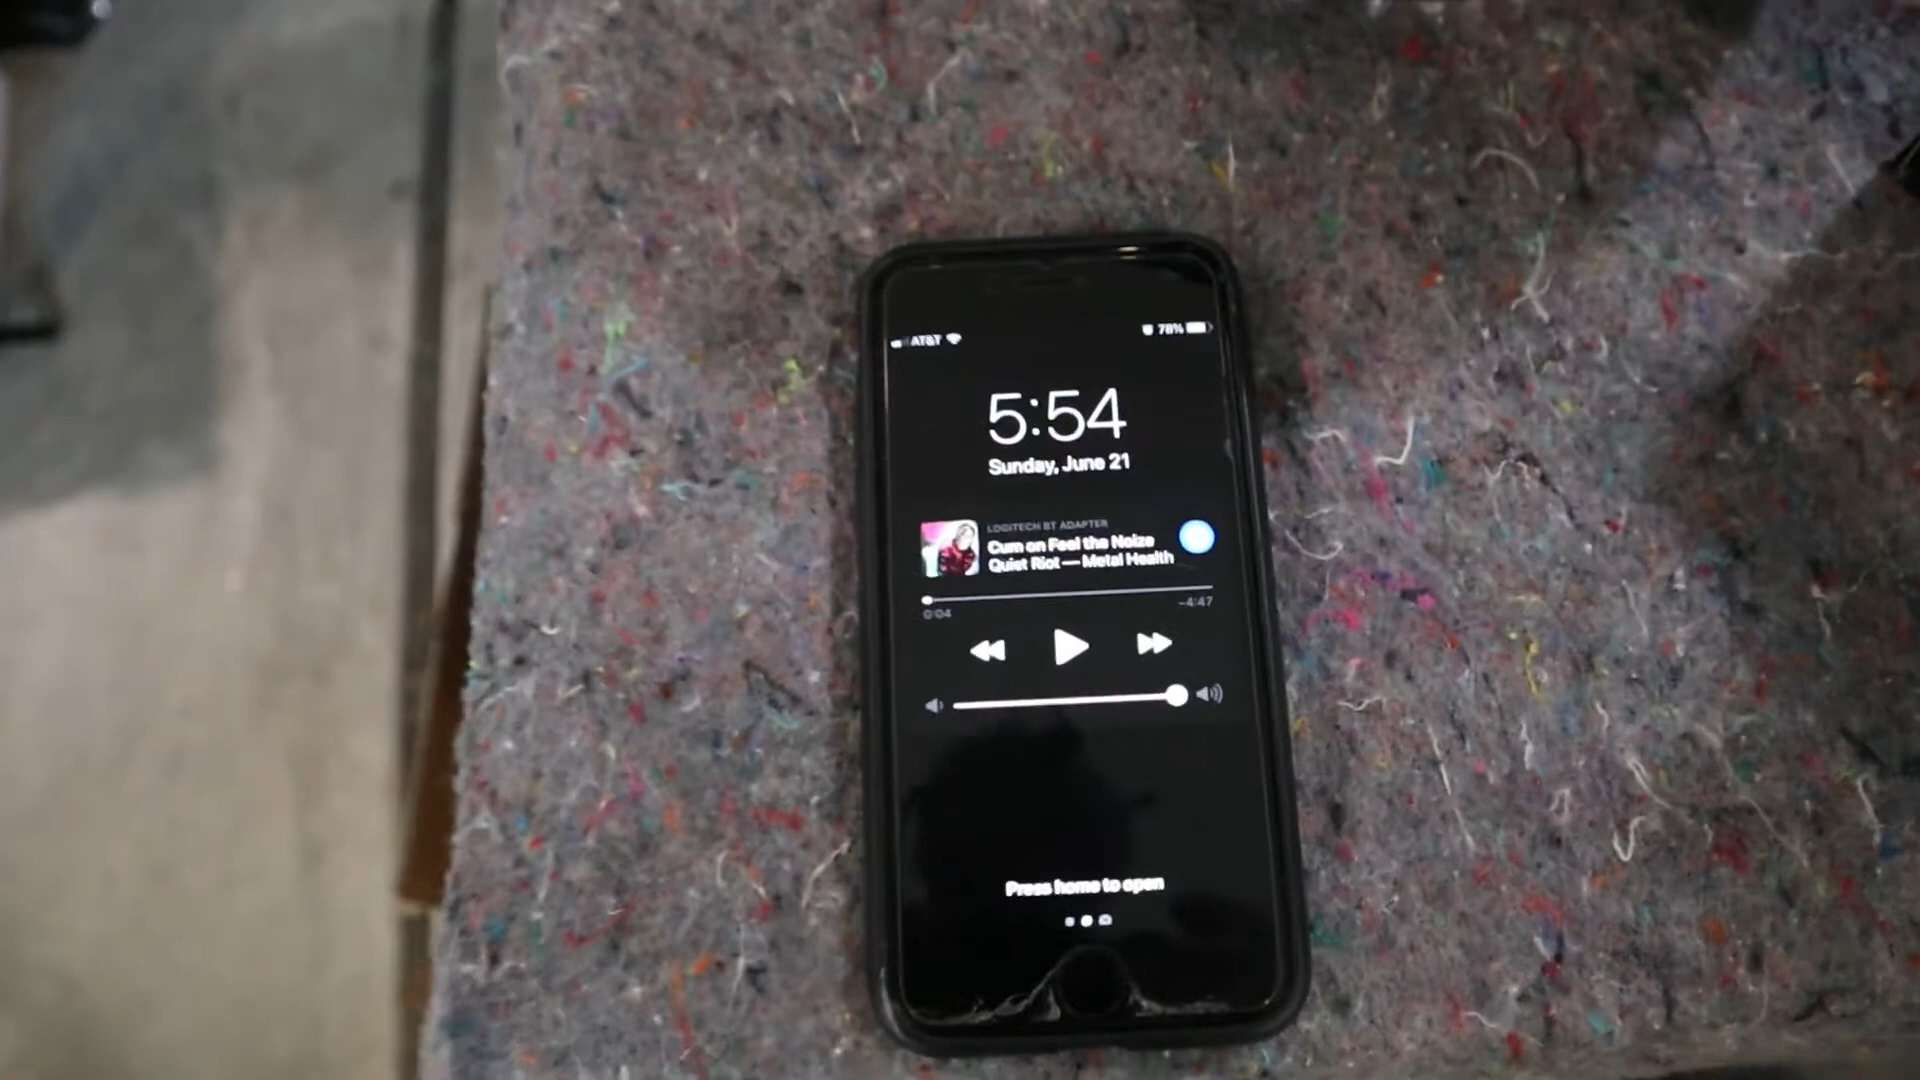 AT&T
78%
5:54
Sunday, June 21
LOGITECH BT ADAPTER
Cum on Feel the Noize
Quiet Riot — Metal Health
0:04
-4:47
Press home to open